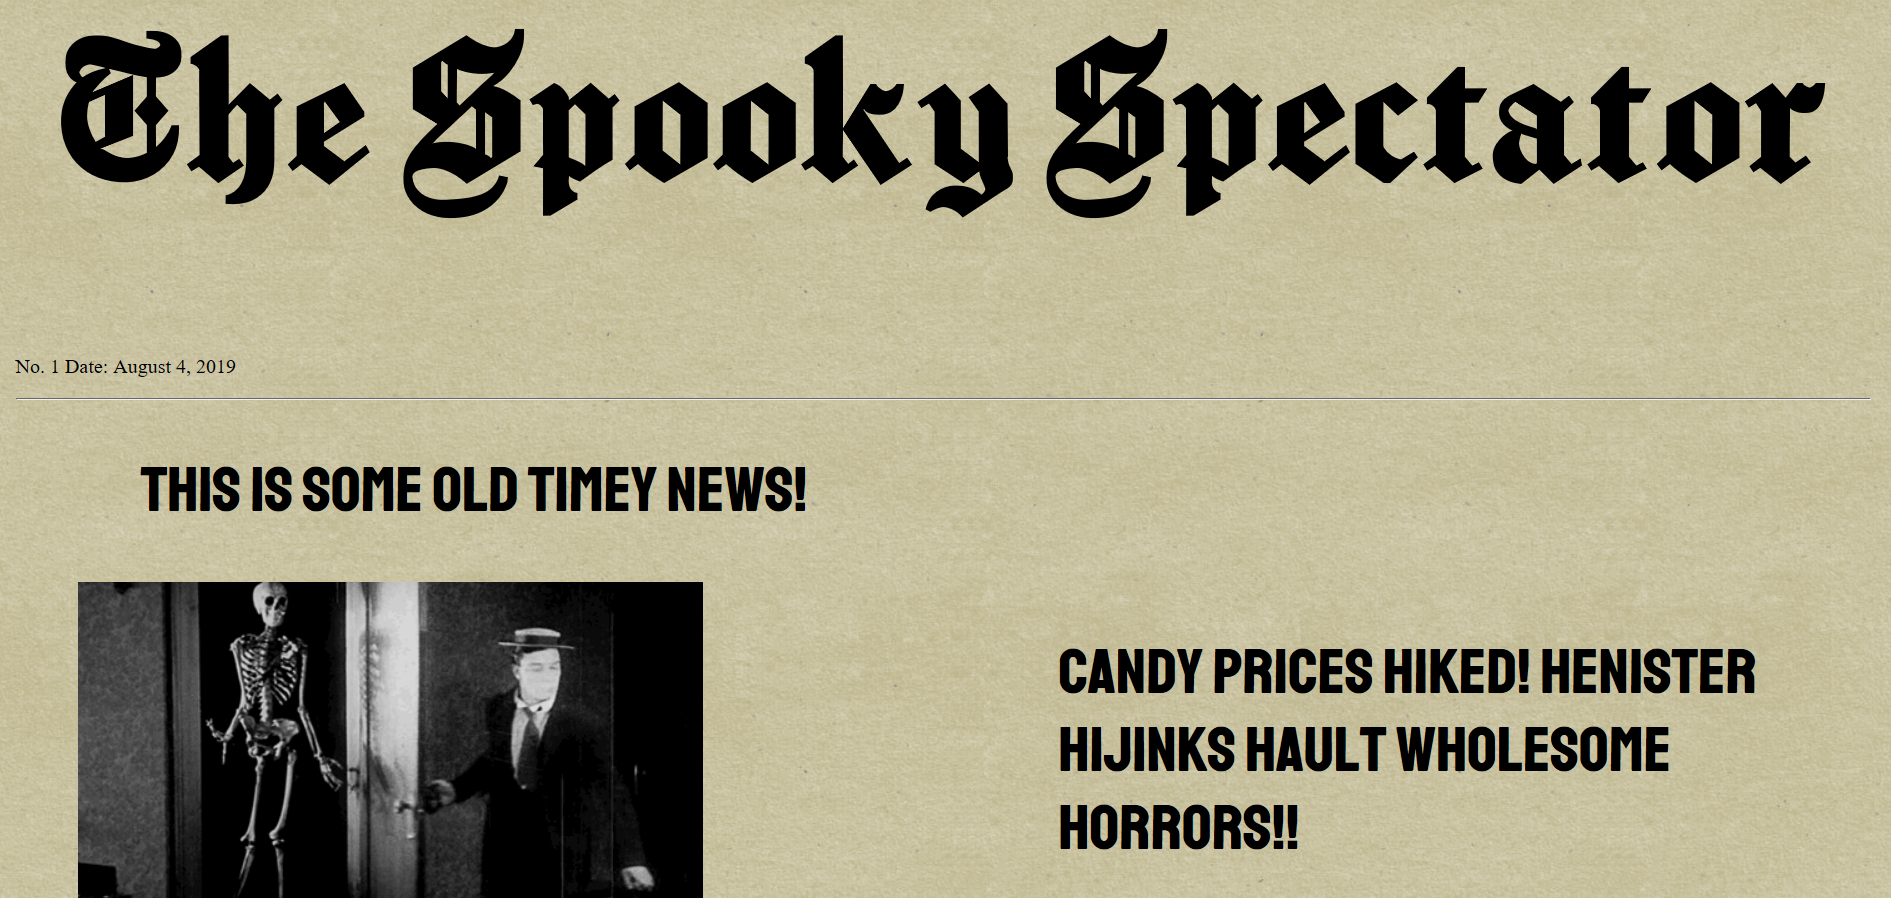 The Spooky Spectator
No. 1 Date: August 4, 2019
THIS IS SOME OLD TIMEY NEWS!
CANDY PRICES HIKED! HENISTER
HIJINKS HAULT WHOLESOME
HORRORS!!